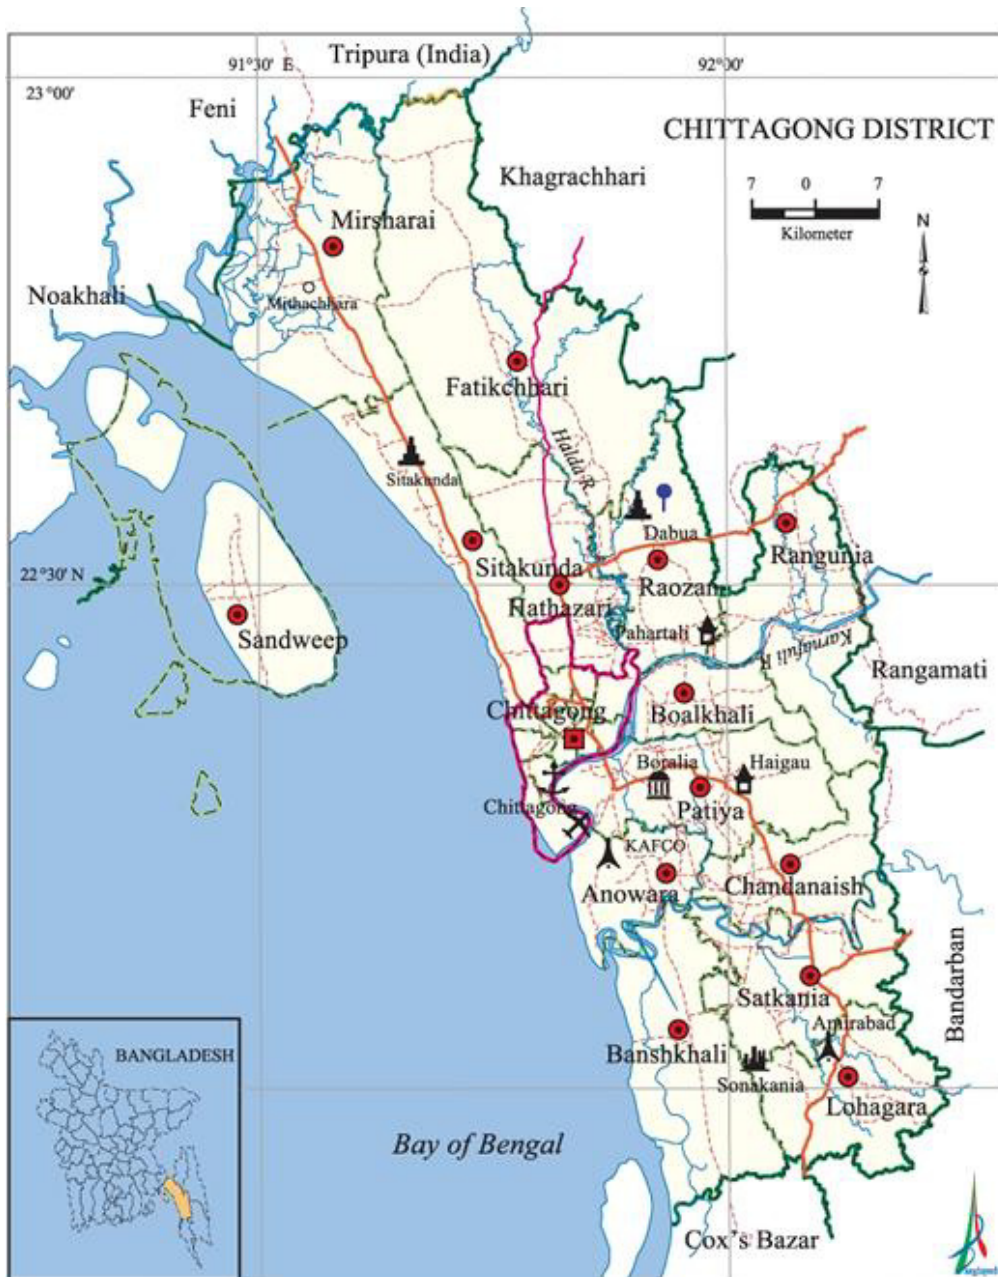 Tripura (India)
91°30' E
92°00'
23°00'
Feni
CHITTAGONG DISTRICT
Khagrachhari
7 0 7
Kilometer
Mirsharai
N
Noakhali
Mithachhara
Fatikchhari
Halda R
Sitakunda
Dabua
Sitakunda
Rangunia
22°30' N
Raozan
Hathazari
Sandweep
Pahartali
Karnafuli R
Rangamati
Chittagong
Boalkhali
Boralia
Haigau
Chittagong
Patiya
KAFCO
Anowara
Chandanaish
Bandarban
Satkania
Amirabad
Banshkhali
BANGLADESH
Sonakania
Lohagara
Bay of Bengal
Cox's Bazar